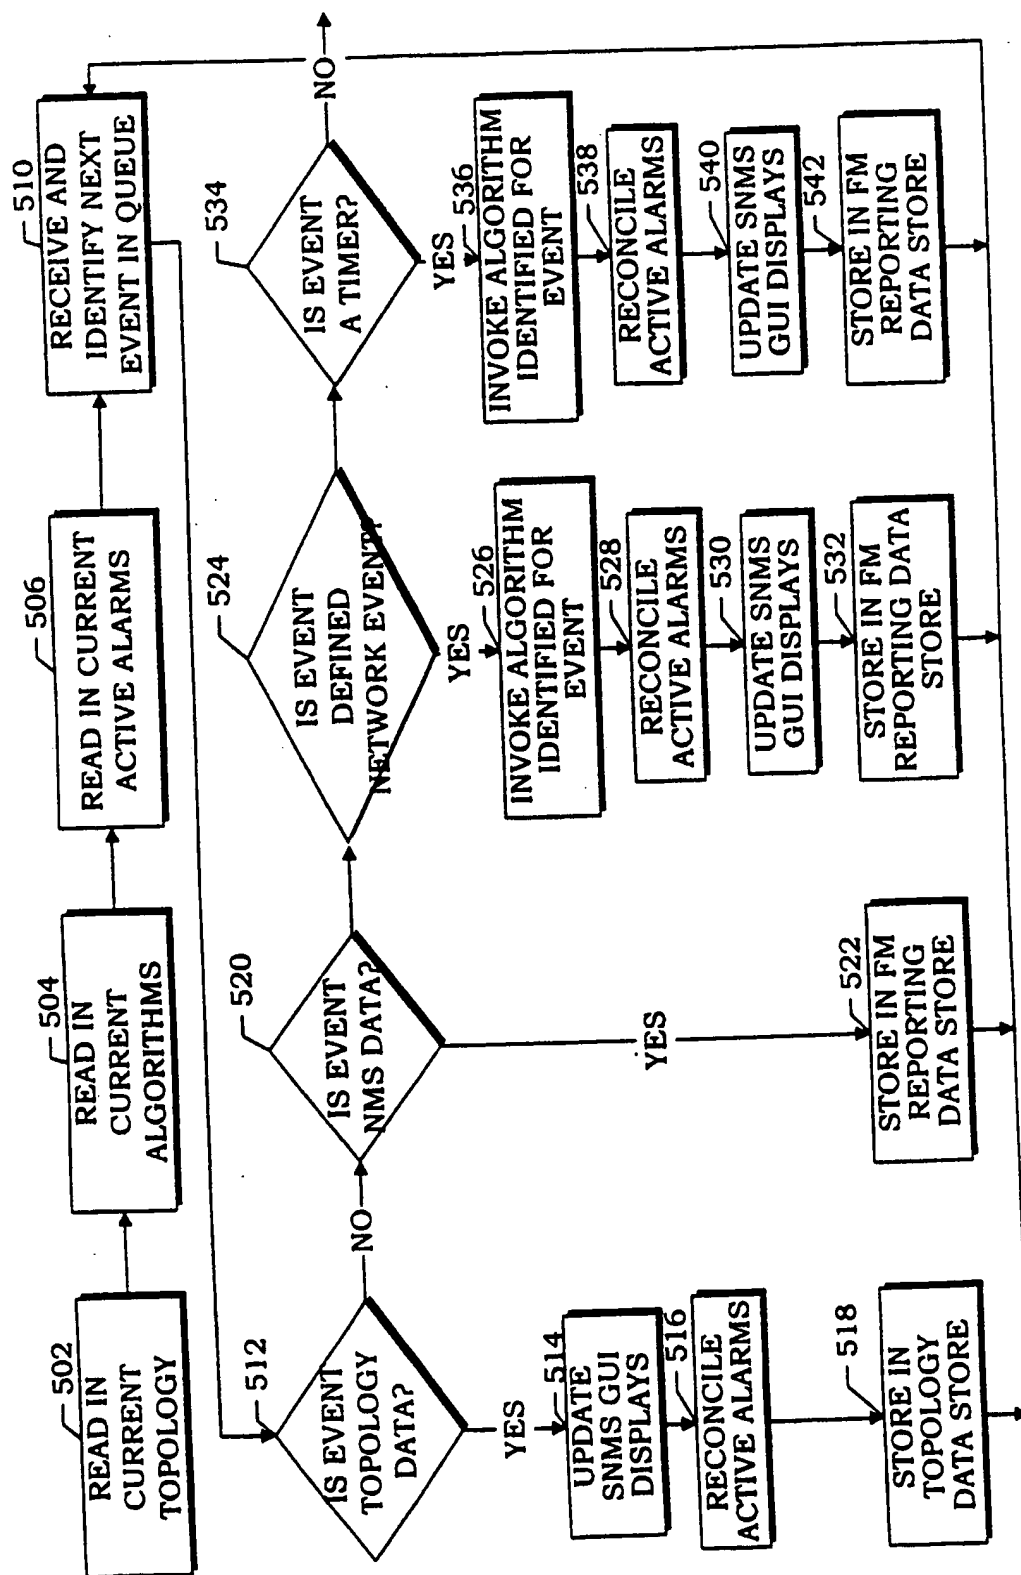 502
READ IN
CURRENT
TOPOLOGY
504
READ IN
CURRENT
ALGORITHMS
506
READ IN CURRENT
ACTIVE ALARMS
510
RECEIVE AND
IDENTIFY NEXT
EVENT IN QUEUE
512
IS EVENT
TOPOLOGY
DATA?
NO
YES
514
UPDATE
SNMS GUI
DISPLAYS
516
RECONCILE
ACTIVE ALARMS
518
STORE IN
TOPOLOGY
DATA STORE
520
IS EVENT
NMS DATA?
YES
522
STORE IN FM
REPORTING
DATA STORE
524
IS EVENT
DEFINED
NETWORK EVENT?
YES
526
INVOKE ALGORITHM
IDENTIFIED FOR
EVENT
528
RECONCILE
ACTIVE ALARMS
530
UPDATE SNMS
GUI DISPLAYS
532
STORE IN FM
REPORTING DATA
STORE
534
IS EVENT
A TIMER?
NO
YES
536
INVOKE ALGORITHM
IDENTIFIED FOR
EVENT
538
RECONCILE
ACTIVE ALARMS
540
UPDATE SNMS
GUI DISPLAYS
542
STORE IN FM
REPORTING
DATA STORE